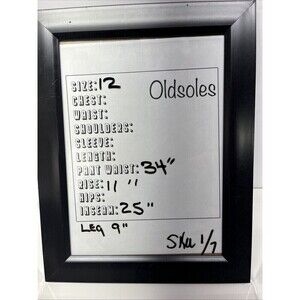 SIZE: 12
Oldsoles
CHEST:
WAIST:
SHOULDERS:
SLEEVE:
LENGTH:
PANT WAIST: 34"
RISE: 11"
HIPS:
INSEAM: 25"
Leg 9"
Sku 1/7